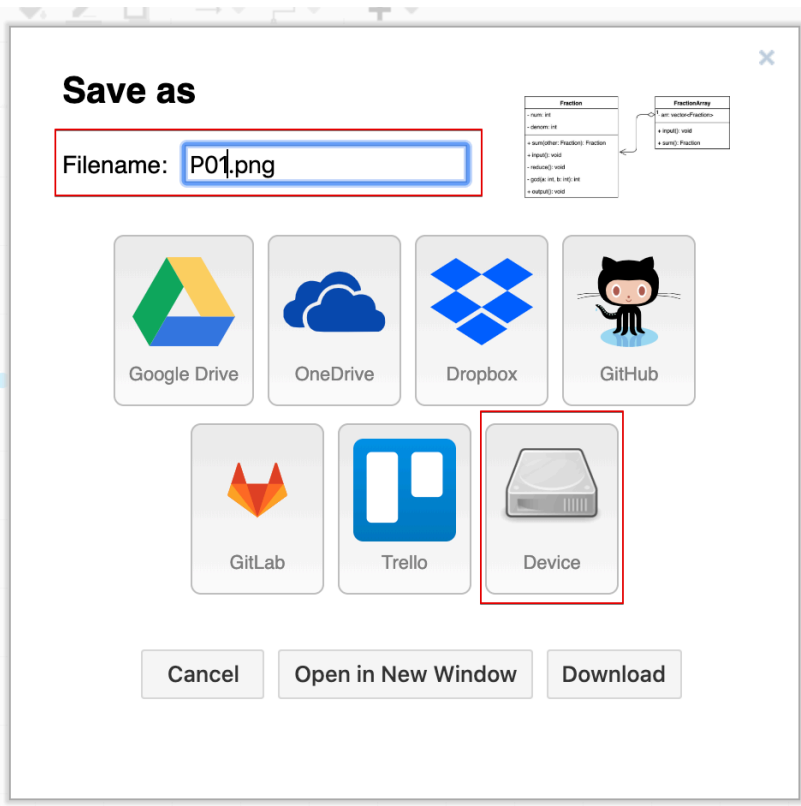 Save as
Filename: P01.png
Fraction
- num: int
- denom: int
+ sum(other: Fraction): Fraction
+ input(): void
- reduce(): void
- gcd(a: int, b: int): int
+ output(): void
FractionArray
1
arr: vector<Fraction>
+ input(): void
+ sum(): Fraction
Google Drive
OneDrive
Dropbox
GitHub
GitLab
Trello
Device
Cancel
Open in New Window
Download